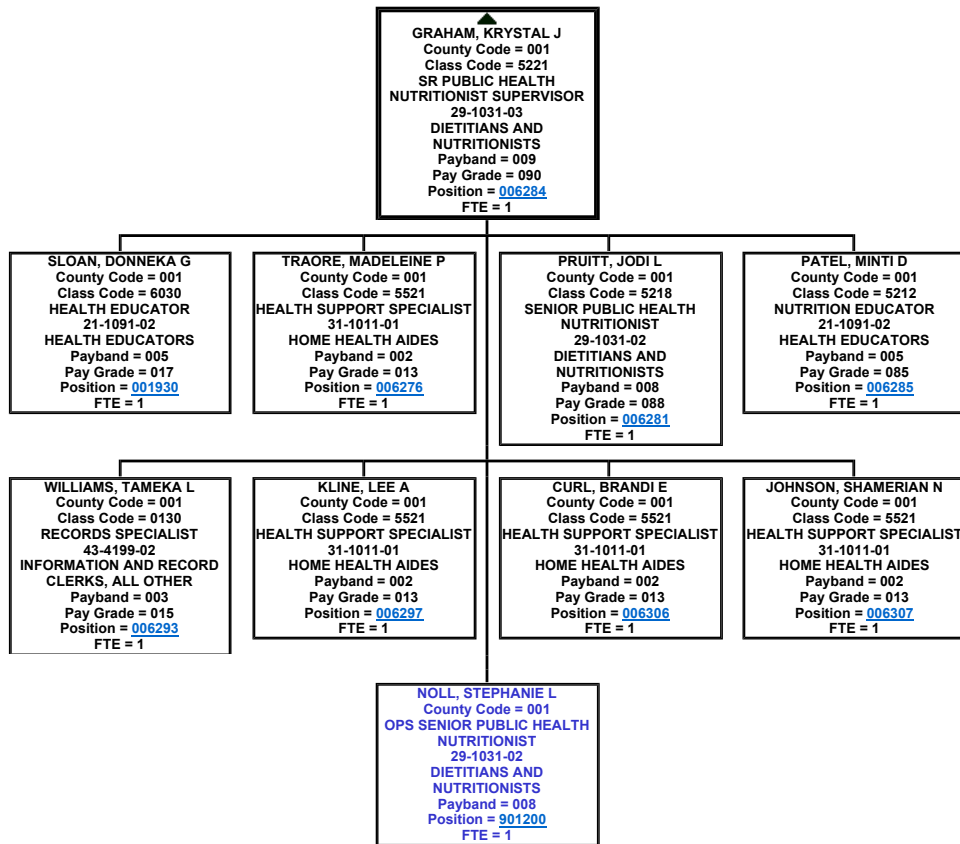 GRAHAM, KRYSTAL J
County Code = 001
Class Code = 5221
SR PUBLIC HEALTH
NUTRITIONIST SUPERVISOR
29-1031-03
DIETITIANS AND
NUTRITIONISTS
Payband = 009
Pay Grade = 090
Position = 006284
FTE = 1
SLOAN, DONNEKA G
County Code = 001
Class Code = 6030
HEALTH EDUCATOR
21-1091-02
HEALTH EDUCATORS
Payband = 005
Pay Grade = 017
Position = 001930
FTE = 1
TRAORE, MADELEINE P
County Code = 001
Class Code = 5521
HEALTH SUPPORT SPECIALIST
31-1011-01
HOME HEALTH AIDES
Payband = 002
Pay Grade = 013
Position = 006276
FTE = 1
PRUITT, JODI L
County Code = 001
Class Code = 5218
SENIOR PUBLIC HEALTH
NUTRITIONIST
29-1031-02
DIETITIANS AND
NUTRITIONISTS
Payband = 008
Pay Grade = 088
Position = 006281
FTE = 1
PATEL, MINTI D
County Code = 001
Class Code = 5212
NUTRITION EDUCATOR
21-1091-02
HEALTH EDUCATORS
Payband = 005
Pay Grade = 085
Position = 006285
FTE = 1
WILLIAMS, TAMEKA L
County Code = 001
Class Code = 0130
RECORDS SPECIALIST
43-4199-02
INFORMATION AND RECORD
CLERKS, ALL OTHER
Payband = 003
Pay Grade = 015
Position = 006293
FTE = 1
KLINE, LEE A
County Code = 001
Class Code = 5521
HEALTH SUPPORT SPECIALIST
31-1011-01
HOME HEALTH AIDES
Payband = 002
Pay Grade = 013
Position = 006297
FTE = 1
CURL, BRANDI E
County Code = 001
Class Code = 5521
HEALTH SUPPORT SPECIALIST
31-1011-01
HOME HEALTH AIDES
Payband = 002
Pay Grade = 013
Position = 006306
FTE = 1
JOHNSON, SHAMERIAN N
County Code = 001
Class Code = 5521
HEALTH SUPPORT SPECIALIST
31-1011-01
HOME HEALTH AIDES
Payband = 002
Pay Grade = 013
Position = 006307
FTE = 1
NOLL, STEPHANIE L
County Code = 001
OPS SENIOR PUBLIC HEALTH
NUTRITIONIST
29-1031-02
DIETITIANS AND
NUTRITIONISTS
Payband = 008
Position = 901200
FTE = 1